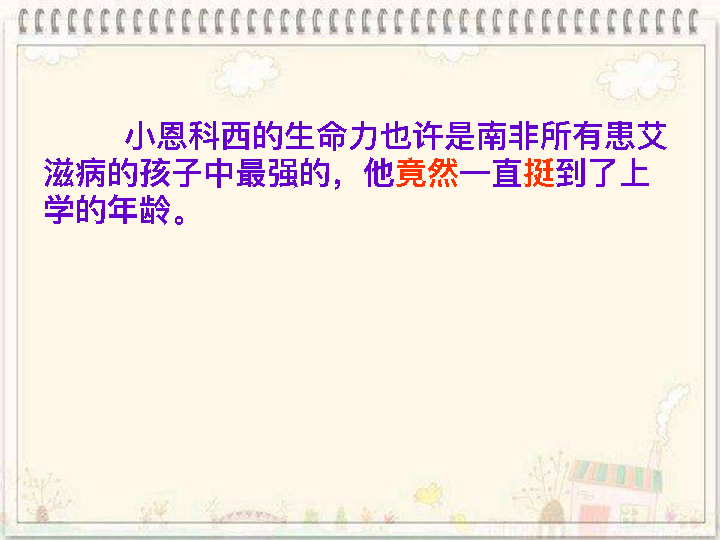 小恩科西的生命力也许是南非所有患艾
滋病的孩子中最强的，他竟然一直挺到了上
学的年龄。